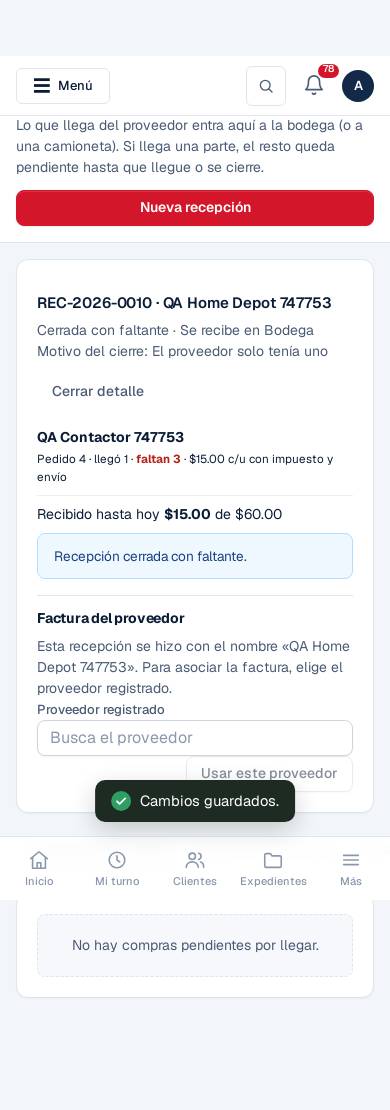 Menú
78
A
Lo que llega del proveedor entra aquí a la bodega (o a
una camioneta). Si llega una parte, el resto queda
pendiente hasta que llegue o se cierre.
Nueva recepción
REC-2026-0010 · QA Home Depot 747753
Cerrada con faltante · Se recibe en Bodega
Motivo del cierre: El proveedor solo tenía uno
Cerrar detalle
QA Contactor 747753
Pedido 4 · llegó 1 · faltan 3 · $15.00 c/u con impuesto y
envío
Recibido hasta hoy $15.00 de $60.00
Recepción cerrada con faltante.
Factura del proveedor
Esta recepción se hizo con el nombre «QA Home
Depot 747753». Para asociar la factura, elige el
proveedor registrado.
Proveedor registrado
Busca el proveedor
Usar este proveedor
Cambios guardados.
Inicio
Mi turno
Clientes
Expedientes
Más
No hay compras pendientes por llegar.